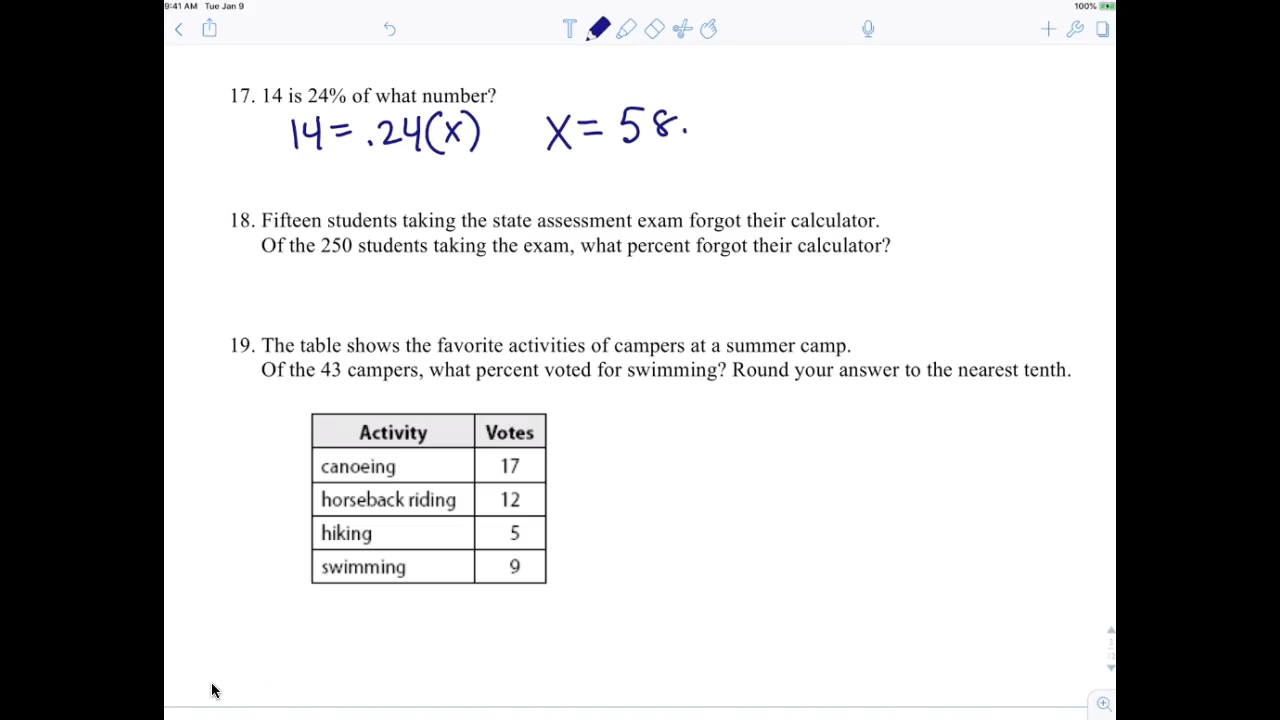 9:41 AM Tue Jan 9
100%
17. 14 is 24% of what number?
14 = .24(x) x = 58.
18. Fifteen students taking the state assessment exam forgot their calculator.
Of the 250 students taking the exam, what percent forgot their calculator?
19. The table shows the favorite activities of campers at a summer camp.
Of the 43 campers, what percent voted for swimming? Round your answer to the nearest tenth.
Activity Votes
canoeing 17
horseback riding 12
hiking 5
swimming 9